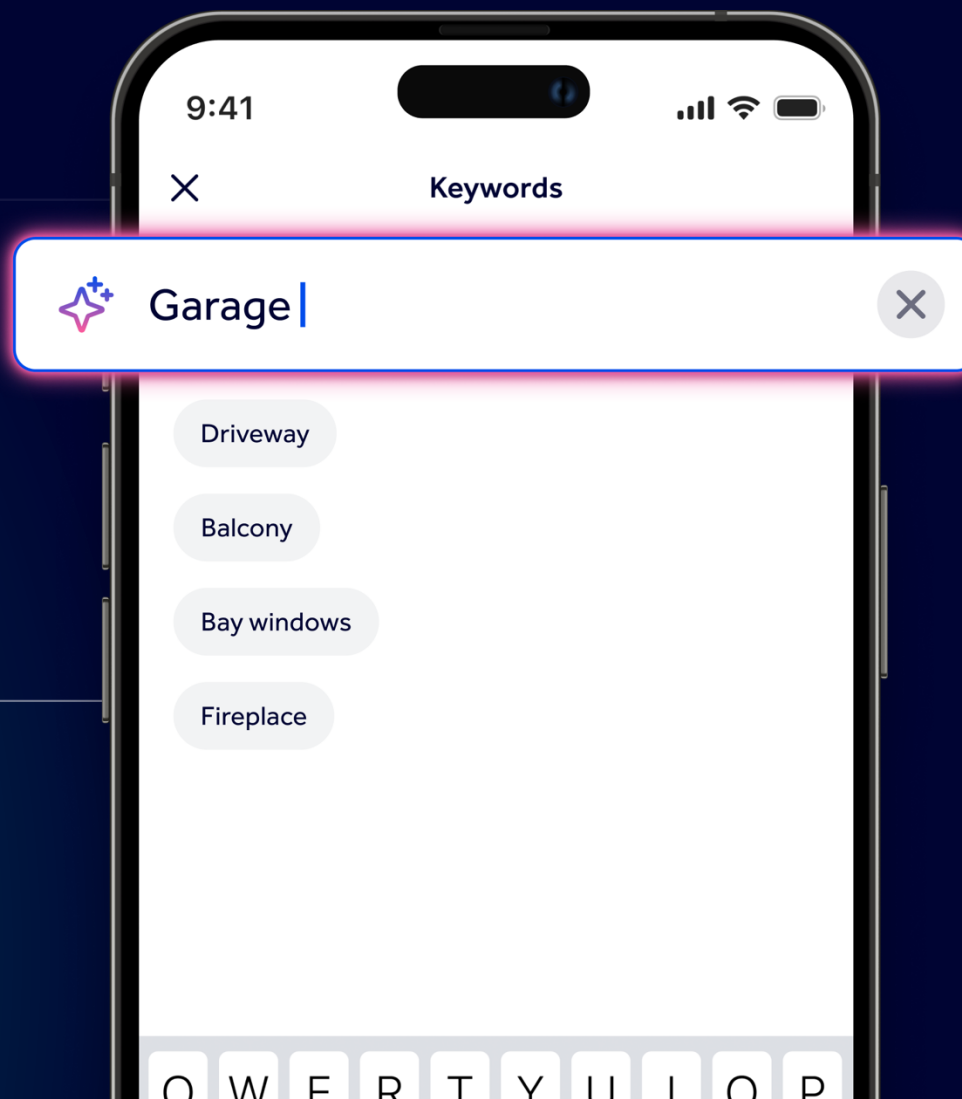 9:41
Keywords
Garage
Driveway
Balcony
Bay windows
Fireplace
Q W E R T Y U I O P